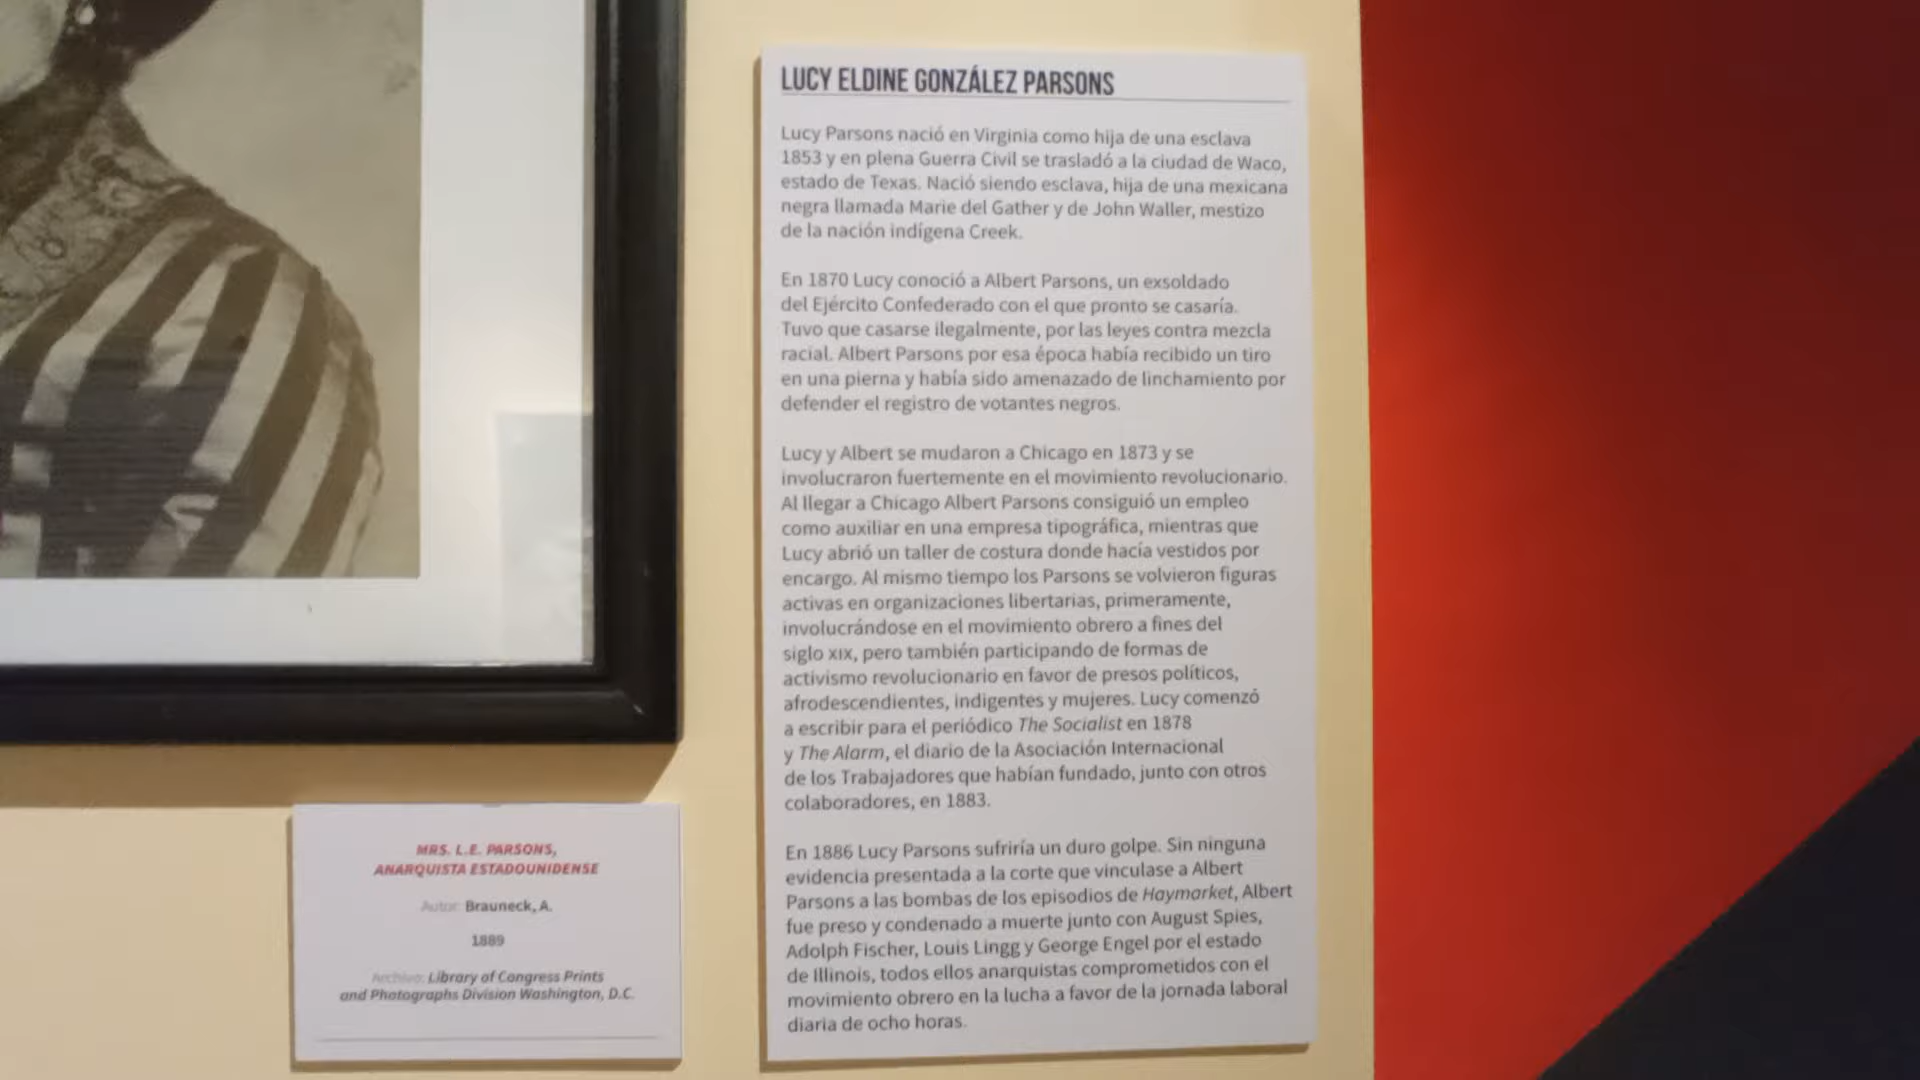 LUCY ELDINE GONZÁLEZ PARSONS
Lucy Parsons nació en Virginia como hija de una esclava
1853 y en plena Guerra Civil se trasladó a la ciudad de Waco,
estado de Texas. Nació siendo esclava, hija de una mexicana
negra llamada Marie del Gather y de John Waller, mestizo
de la nación indígena Creek.
En 1870 Lucy conoció a Albert Parsons, un exsoldado
del Ejército Confederado con el que pronto se casaría.
Tuvo que casarse ilegalmente, por las leyes contra mezcla
racial. Albert Parsons por esa época había recibido un tiro
en una pierna y había sido amenazado de linchamiento por
defender el registro de votantes negros.
Lucy y Albert se mudaron a Chicago en 1873 y se
involucraron fuertemente en el movimiento revolucionario.
Al llegar a Chicago Albert Parsons consiguió un empleo
como auxiliar en una empresa tipográfica, mientras que
Lucy abrió un taller de costura donde hacía vestidos por
encargo. Al mismo tiempo los Parsons se volvieron figuras
activas en organizaciones libertarias, primeramente,
involucrándose en el movimiento obrero a fines del
siglo XIX, pero también participando de formas de
activismo revolucionario en favor de presos políticos,
afrodescendientes, indigentes y mujeres. Lucy comenzó
a escribir para el periódico The Socialist en 1878
y The Alarm, el diario de la Asociación Internacional
de los Trabajadores que habían fundado, junto con otros
colaboradores, en 1883.
En 1886 Lucy Parsons sufriría un duro golpe. Sin ninguna
evidencia presentada a la corte que vinculase a Albert
Parsons a las bombas de los episodios de Haymarket, Albert
fue preso y condenado a muerte junto con August Spies,
Adolph Fischer, Louis Lingg y George Engel por el estado
de Illinois, todos ellos anarquistas comprometidos con el
movimiento obrero en la lucha a favor de la jornada laboral
diaria de ocho horas.
MRS. L.E. PARSONS,
ANARQUISTA ESTADOUNIDENSE
Autor: Brauneck, A.
1889
Archivo: Library of Congress Prints
and Photographs Division Washington, D.C.